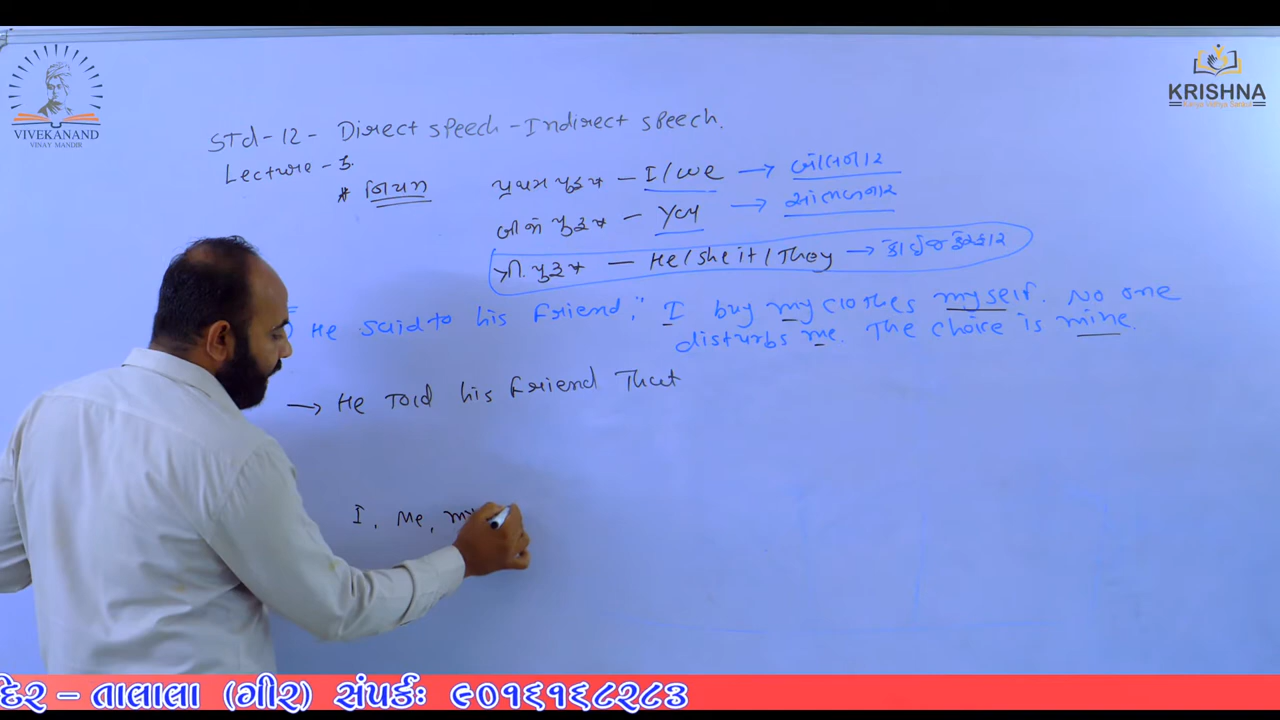 VIVEKANAND
VINAY MANDIR
KRISHNA
STD-12 - Direct speech - Indirect speech.
Lecture - 3.
* નિયમ
પ્રથમ પુરુષ - I/we → બોલનાર
બીજો પુરુષ - You → સાંભળનાર
ત્રી. પુરુષ - He/she it/They → કોઈ જ ફેરફાર
He said to his friend, "I buy my clothes myself. No one
disturbs me. The choice is mine.
→ He told his friend That
I, Me, my
દેર – તાલાલા (ગીર) સંપર્કઃ ૯૦૧૬૧૬૮૨૮૩